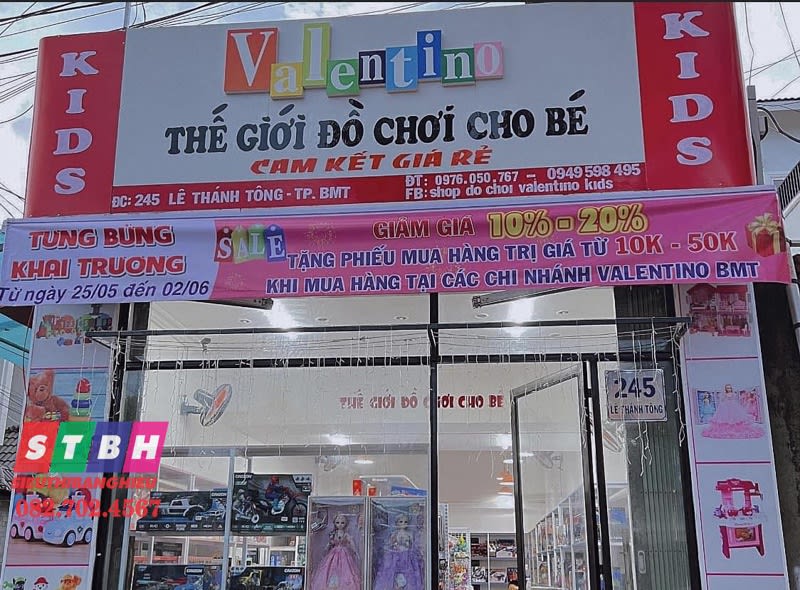 KIDS
Valentino
KIDS
THẾ GIỚI ĐỒ CHƠI CHO BÉ
CAM KẾT GIÁ RẺ
ĐC: 245 LÊ THÁNH TÔNG - TP. BMT
ĐT: 0976.050.767 - 0949 598 495
FB: shop do choi valentino kids
TƯNG BỪNG
KHAI TRƯƠNG
Từ ngày 25/05 đến 02/06
SALE
GIẢM GIÁ 10% - 20%
TẶNG PHIẾU MUA HÀNG TRỊ GIÁ TỪ 10K - 50K
KHI MUA HÀNG TẠI CÁC CHI NHÁNH VALENTINO BMT
THẾ GIỚI ĐỒ CHƠI CHO BÉ
245
LÊ THÁNH TÔNG
STBH
SIEUTHIBANGHIEU
082.702.4567